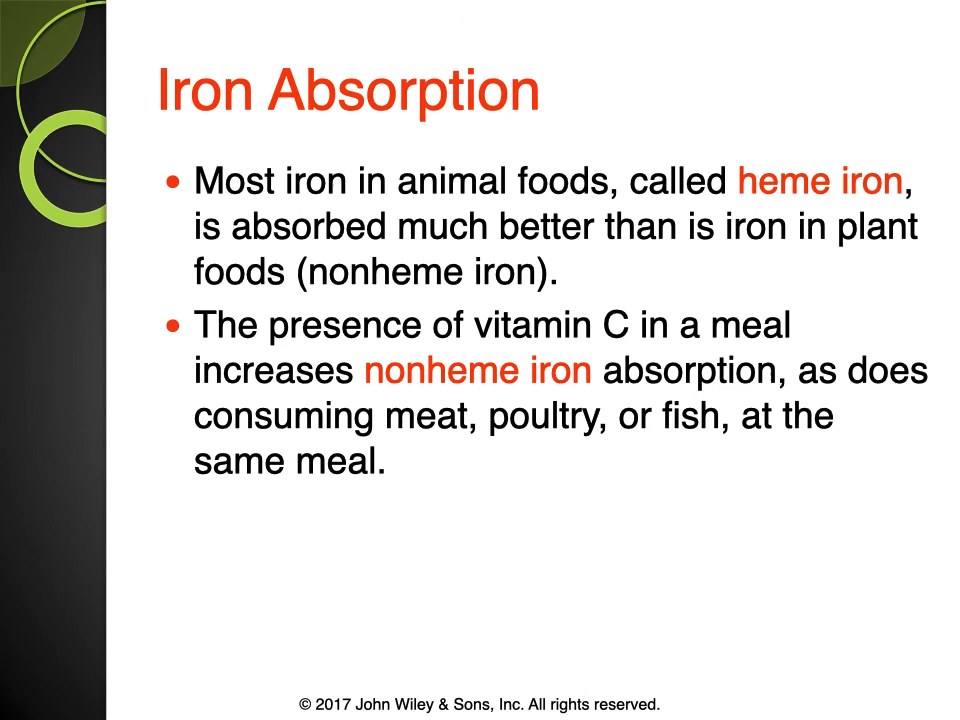 Iron Absorption
• Most iron in animal foods, called heme iron,
is absorbed much better than is iron in plant
foods (nonheme iron).
• The presence of vitamin C in a meal
increases nonheme iron absorption, as does
consuming meat, poultry, or fish, at the
same meal.
© 2017 John Wiley & Sons, Inc. All rights reserved.